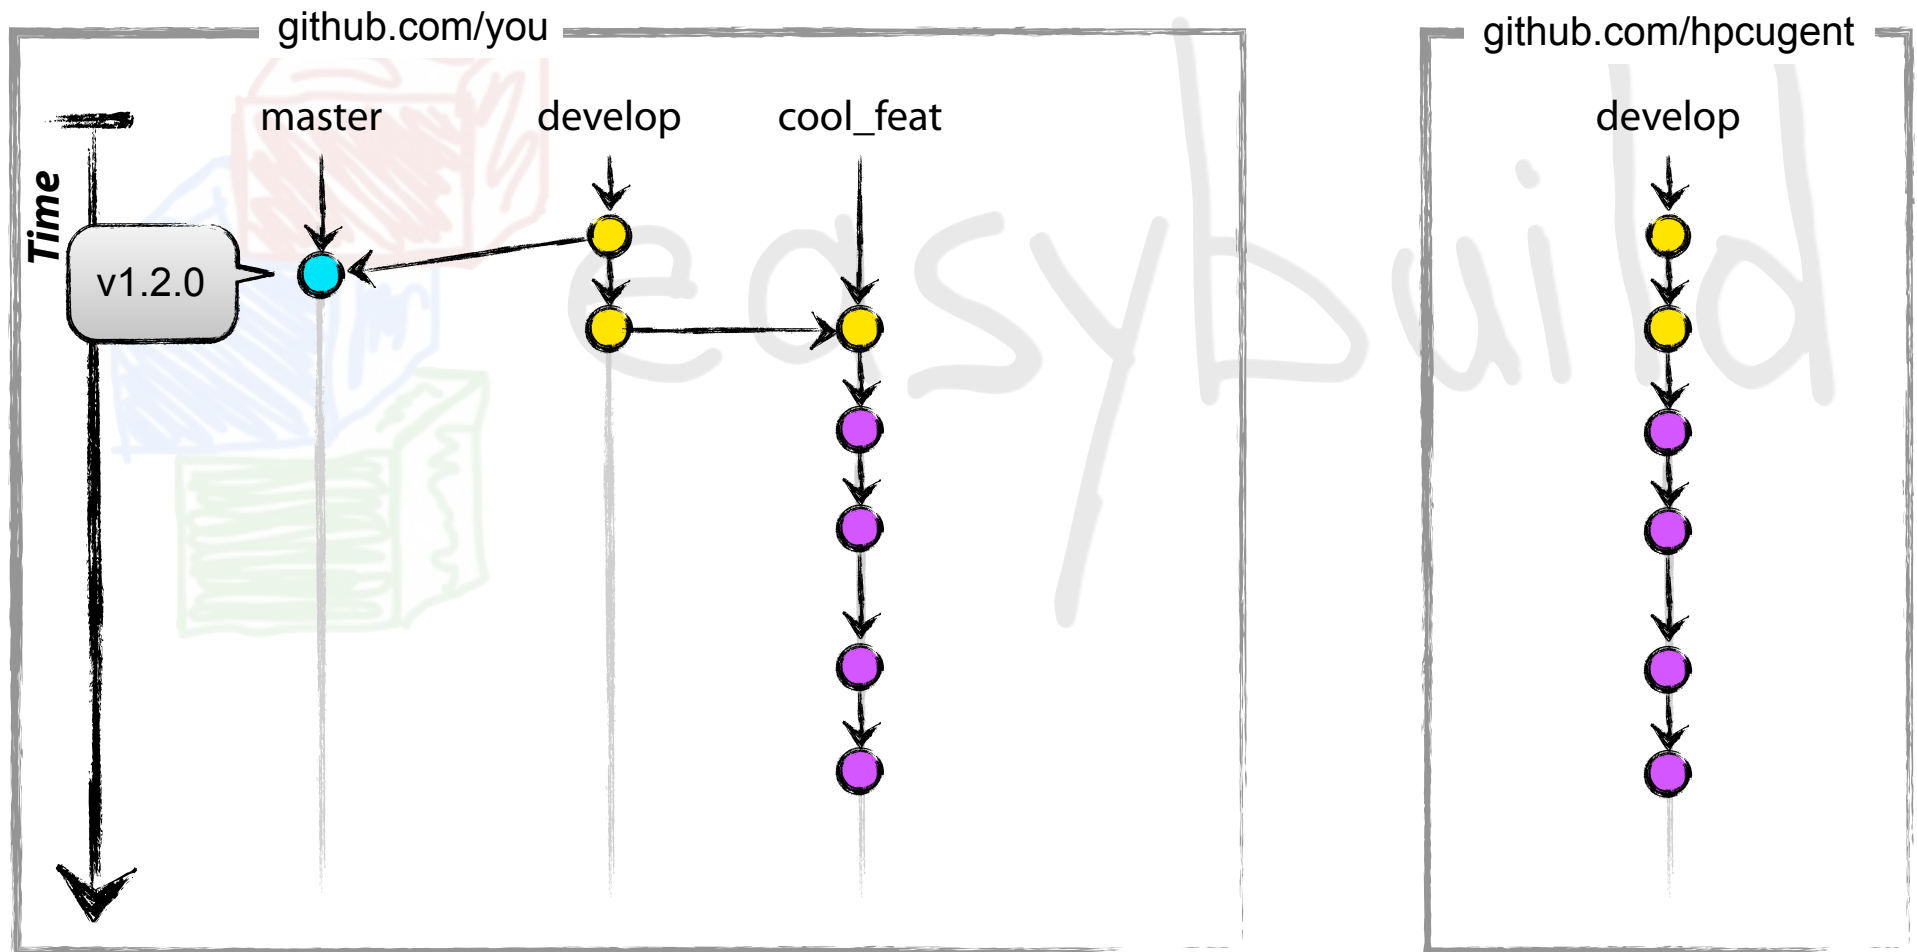 github.com/you
github.com/hpcugent
master
develop
cool_feat
develop
Time
v1.2.0
easybuild